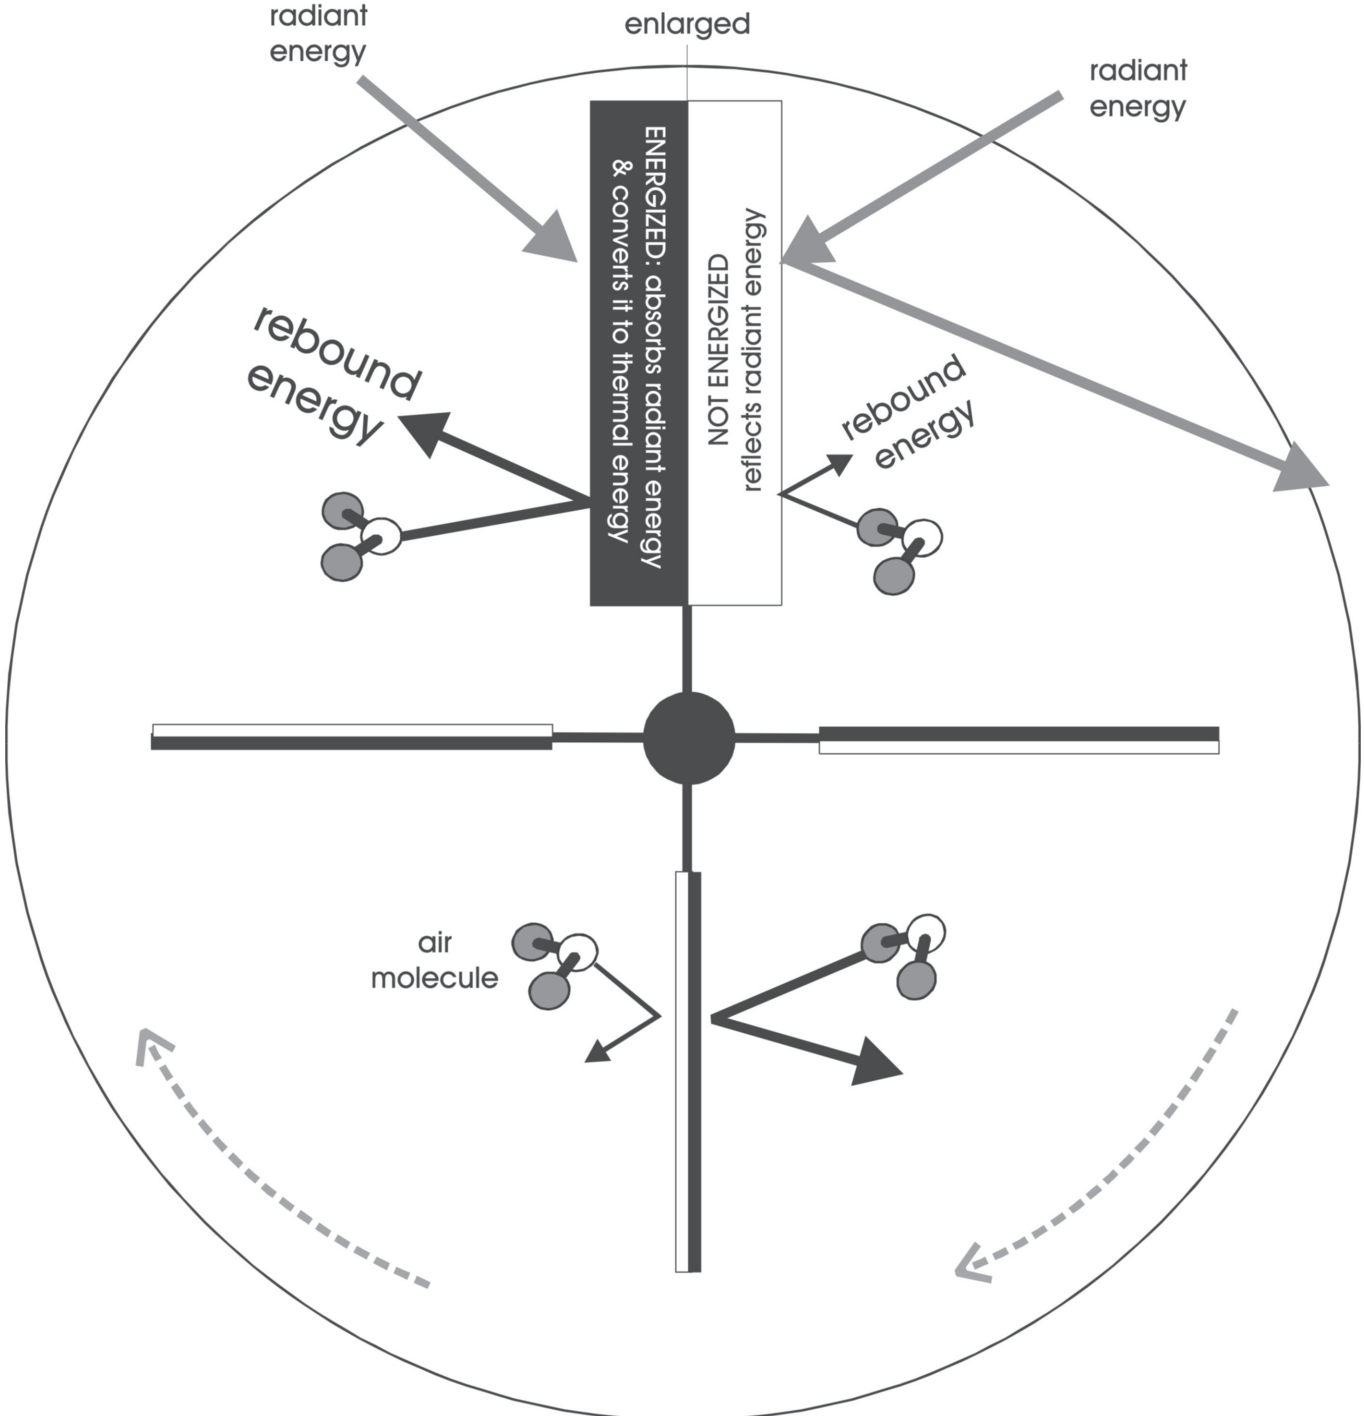 radiant
energy
enlarged
radiant
energy
ENERGIZED: absorbs radiant energy
& converts it to thermal energy
NOT ENERGIZED
reflects radiant energy
rebound
energy
rebound
energy
air
molecule